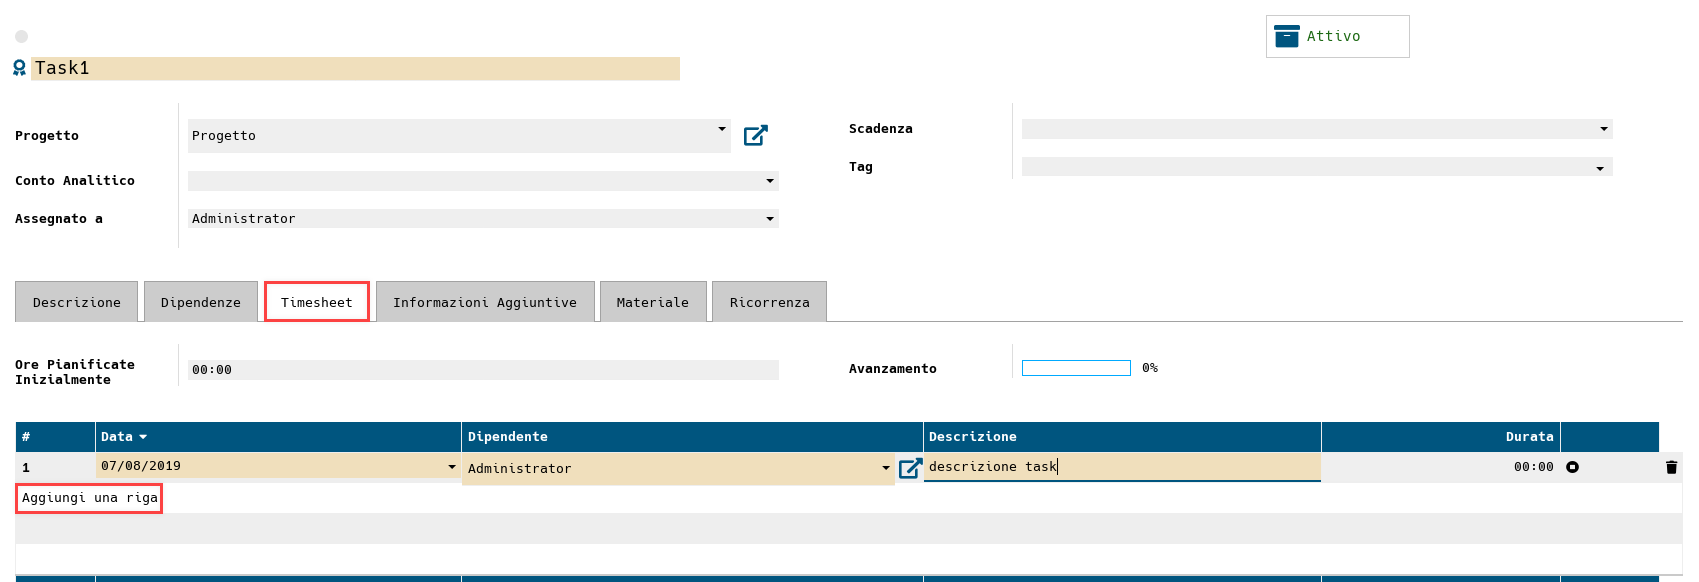 Attivo
Task1
Progetto Progetto
Scadenza
Conto Analitico
Tag
Assegnato a Administrator
Descrizione Dipendenze Timesheet Informazioni Aggiuntive Materiale Ricorrenza
Ore Pianificate
Inizialmente
00:00
Avanzamento 0%
# Data Dipendente Descrizione Durata
1 07/08/2019 Administrator descrizione task 00:00
Aggiungi una riga